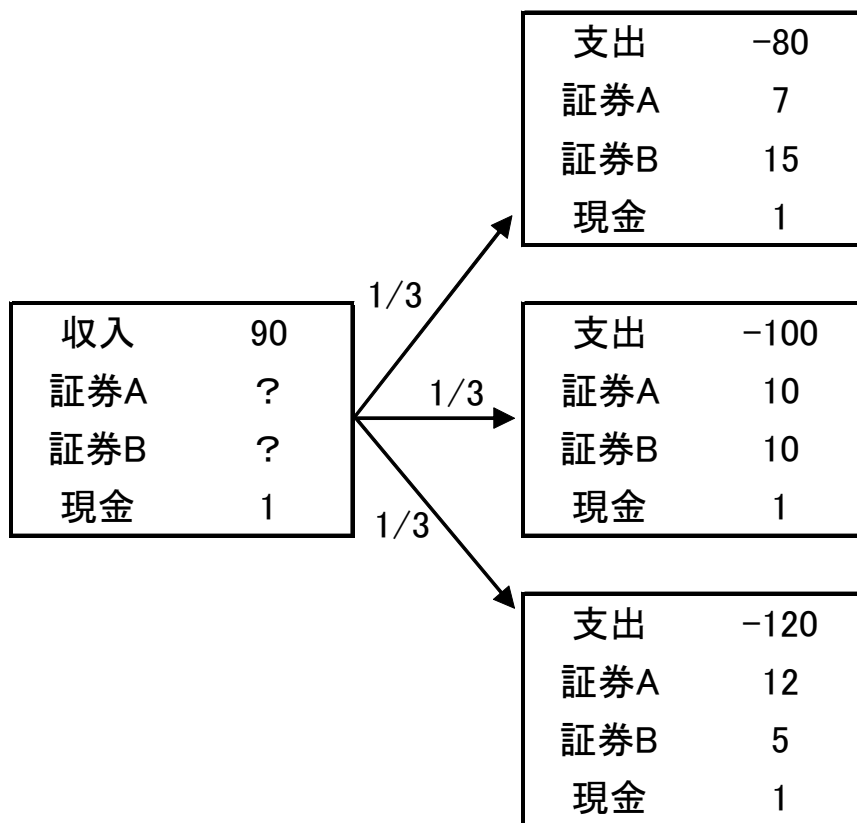 支出 -80
証券A 7
証券B 15
現金 1
1/3
収入 90
証券A ?
証券B ?
現金 1
1/3
支出 -100
証券A 10
証券B 10
現金 1
1/3
支出 -120
証券A 12
証券B 5
現金 1